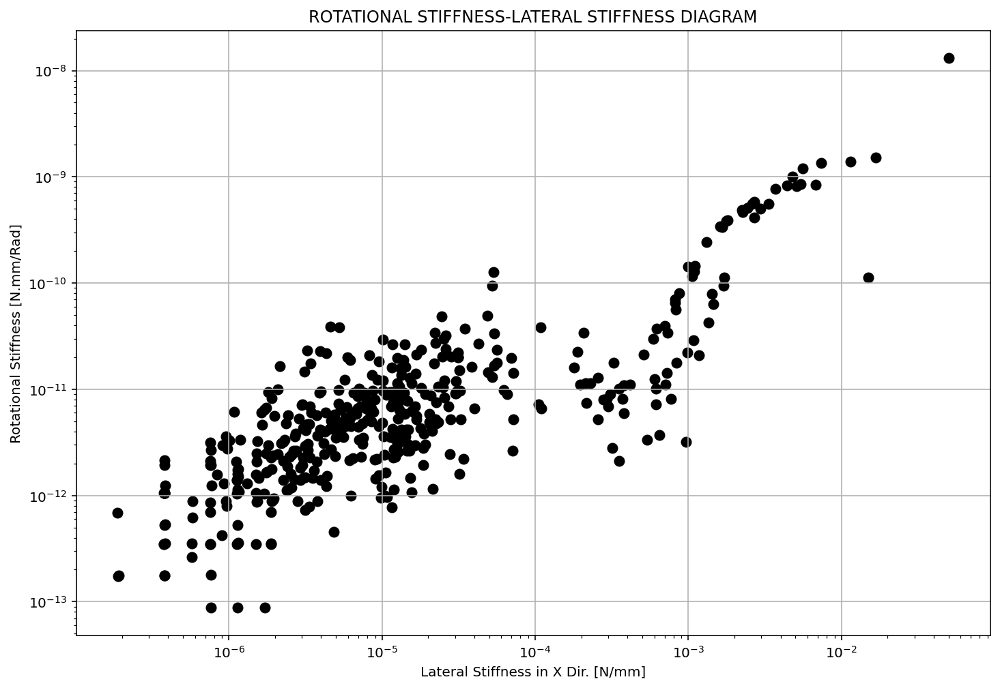 ROTATIONAL STIFFNESS-LATERAL STIFFNESS DIAGRAM
Rotational Stiffness [N.mm/Rad]
10⁻⁸
10⁻⁹
10⁻¹⁰
10⁻¹¹
10⁻¹²
10⁻¹³
10⁻⁶ 10⁻⁵ 10⁻⁴ 10⁻³ 10⁻²
Lateral Stiffness in X Dir. [N/mm]